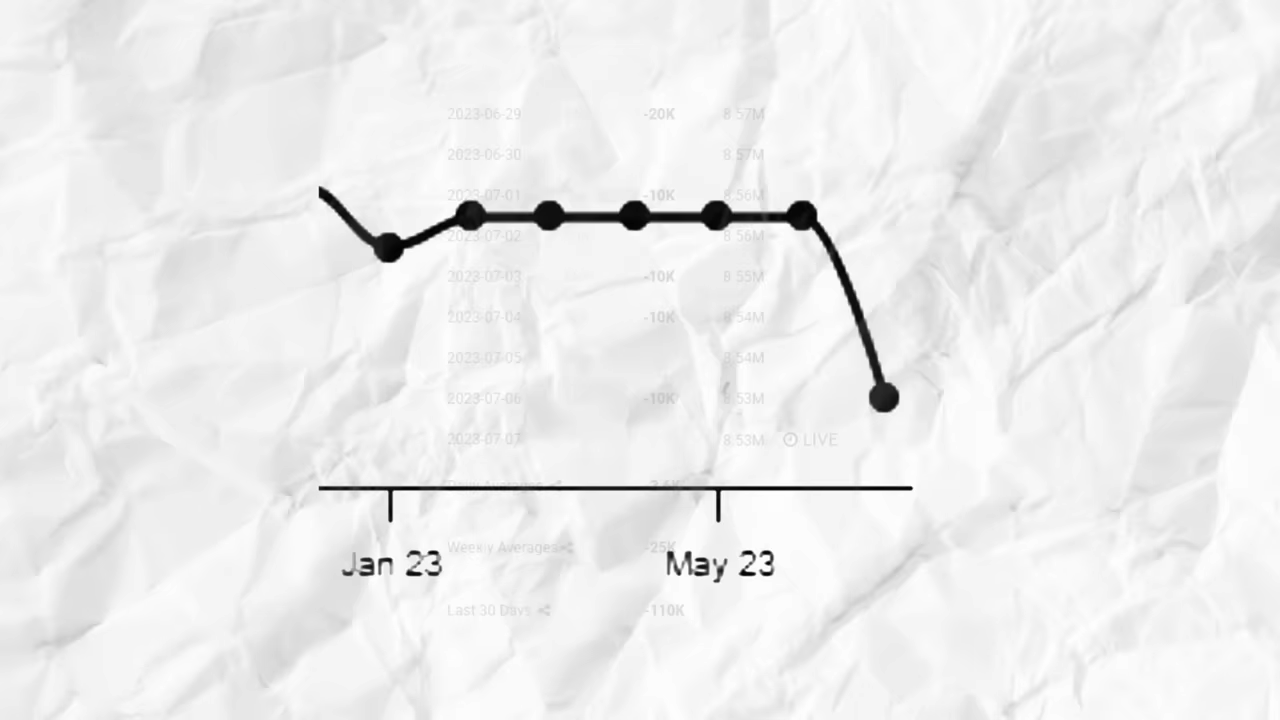 2023-06-29 -20K 8.57M
2023-06-30 8.57M
2023-07-01 -10K 8.56M
2023-07-02 8.56M
2023-07-03 -10K 8.55M
2023-07-04 -10K 8.54M
2023-07-05 8.54M
2023-07-06 -10K 8.53M
2023-07-07 8.53M LIVE
Daily Averages
Weekly Averages -25K
Jan 23 May 23
Last 30 Days -110K